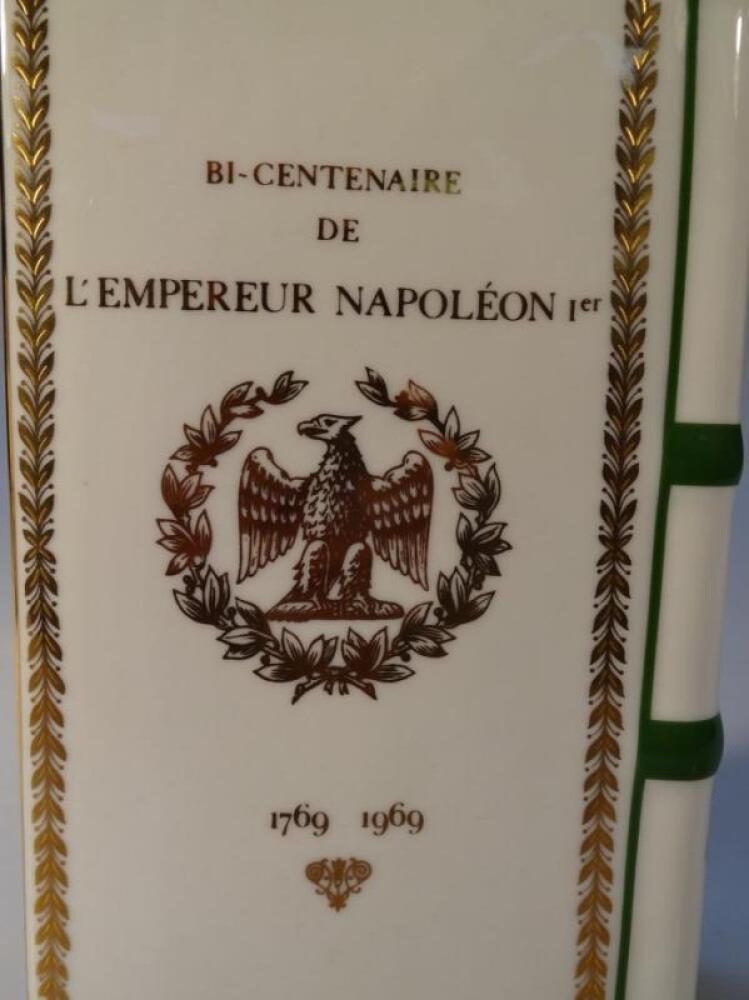 BI-CENTENAIRE
DE
L'EMPEREUR NAPOLÉON Ier
1769 1969